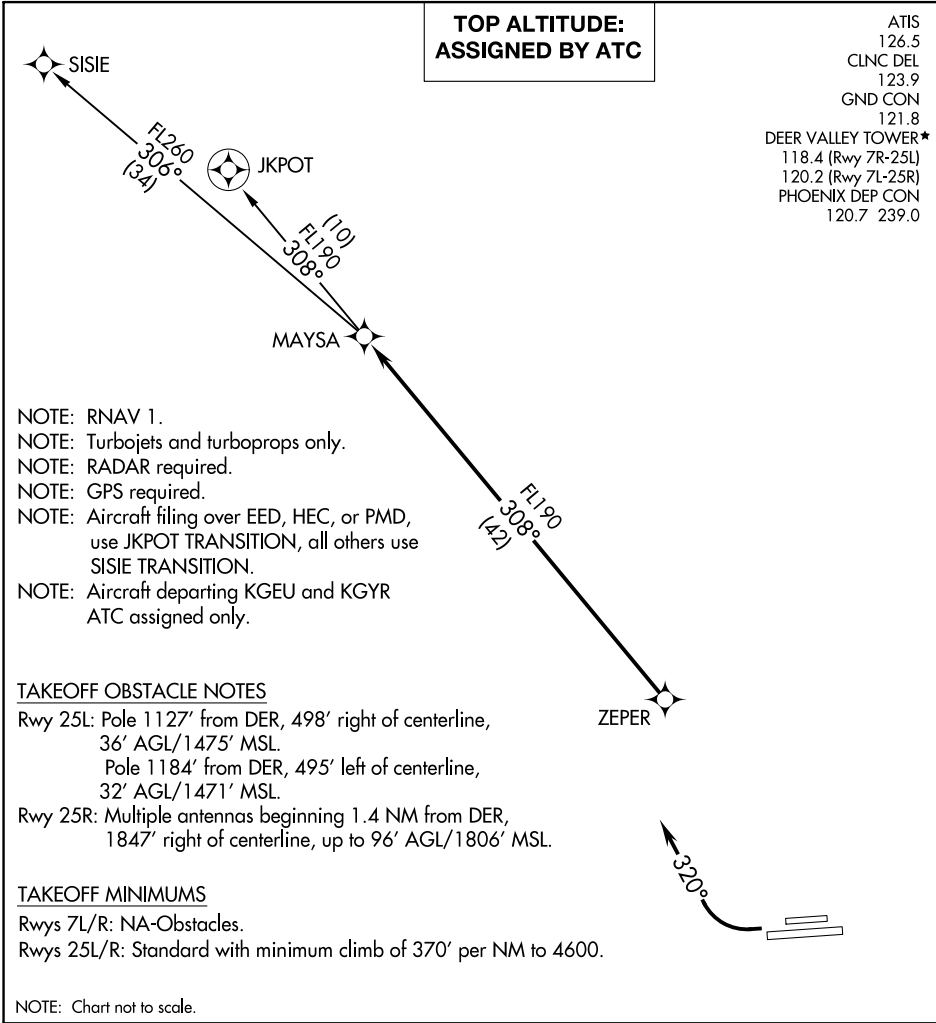 TOP ALTITUDE:
ASSIGNED BY ATC
ATIS
126.5
CLNC DEL
123.9
GND CON
121.8
DEER VALLEY TOWER★
118.4 (Rwy 7R-25L)
120.2 (Rwy 7L-25R)
PHOENIX DEP CON
120.7 239.0
SISIE
FL260
306°
(34)
JKPOT
(10)
FL190
308°
MAYSA
FL190
308°
(42)
NOTE: RNAV 1.
NOTE: Turbojets and turboprops only.
NOTE: RADAR required.
NOTE: GPS required.
NOTE: Aircraft filing over EED, HEC, or PMD,
use JKPOT TRANSITION, all others use
SISIE TRANSITION.
NOTE: Aircraft departing KGEU and KGYR
ATC assigned only.
ZEPER
320°
TAKEOFF OBSTACLE NOTES
Rwy 25L: Pole 1127' from DER, 498' right of centerline,
36' AGL/1475' MSL.
Pole 1184' from DER, 495' left of centerline,
32' AGL/1471' MSL.
Rwy 25R: Multiple antennas beginning 1.4 NM from DER,
1847' right of centerline, up to 96' AGL/1806' MSL.
TAKEOFF MINIMUMS
Rwys 7L/R: NA-Obstacles.
Rwys 25L/R: Standard with minimum climb of 370' per NM to 4600.
NOTE: Chart not to scale.